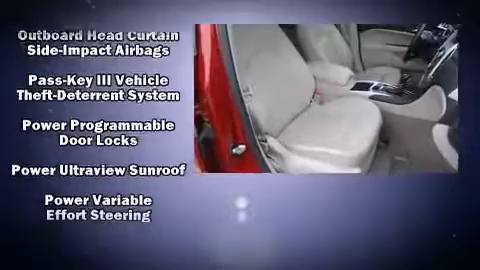 Outboard Head Curtain
Side-Impact Airbags
Pass-Key III Vehicle
Theft-Deterrent System
Power Programmable
Door Locks
Power Ultraview Sunroof
Power Variable
Effort Steering